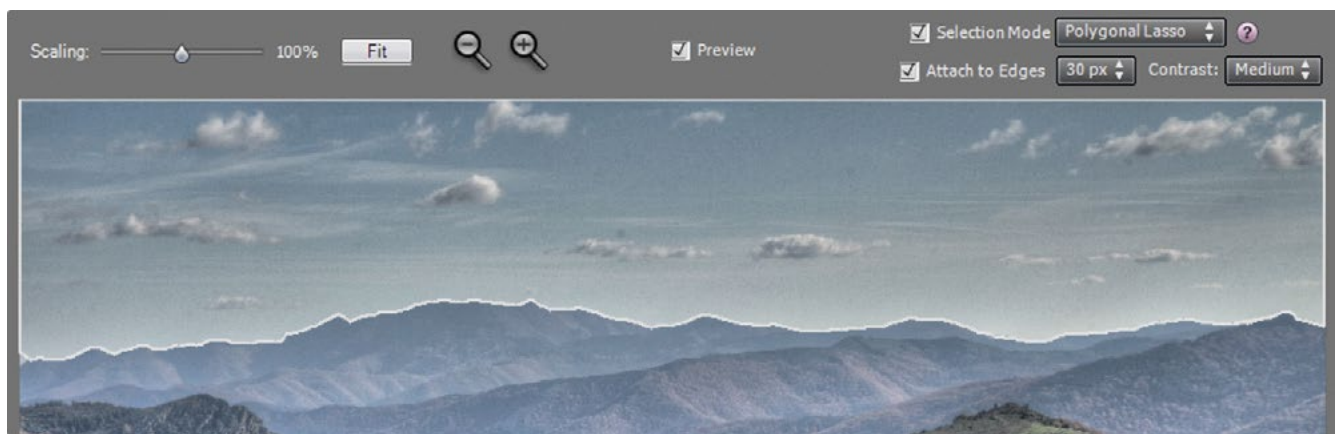 Scaling: 100% Fit
Preview
Selection Mode Polygonal Lasso ?
Attach to Edges 30 px Contrast: Medium